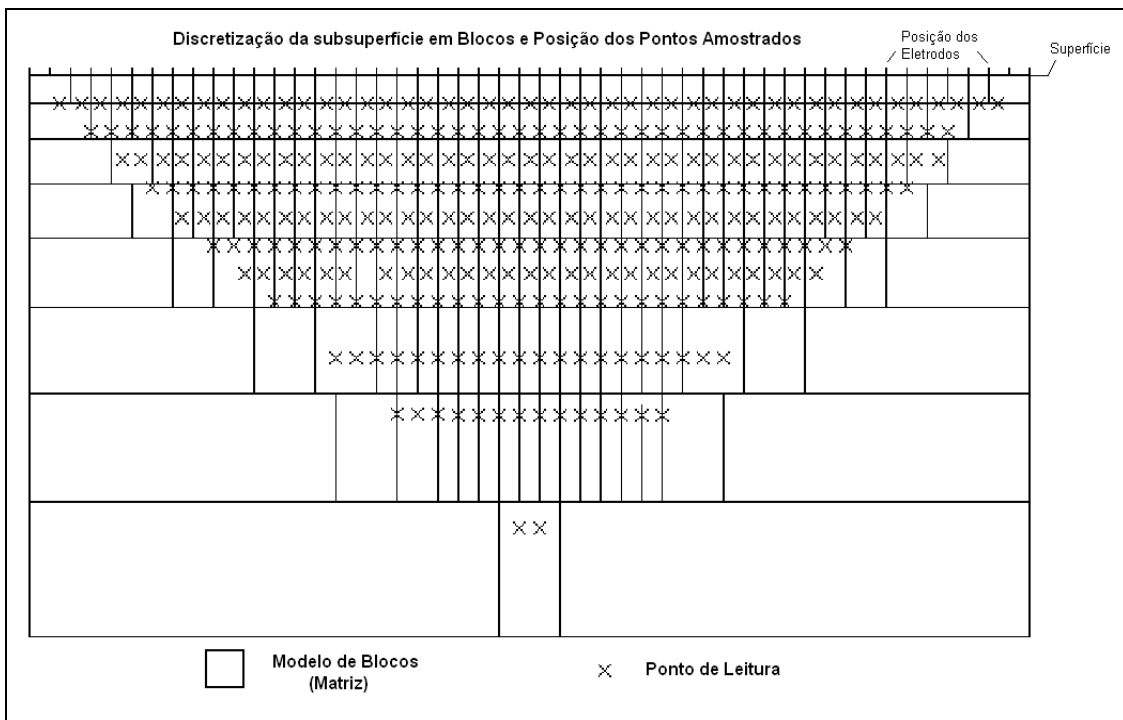 Discretização da subsuperfície em Blocos e Posição dos Pontos Amostrados
Posição dos
Eletrodos
Superfície
Modelo de Blocos
(Matriz)
Ponto de Leitura